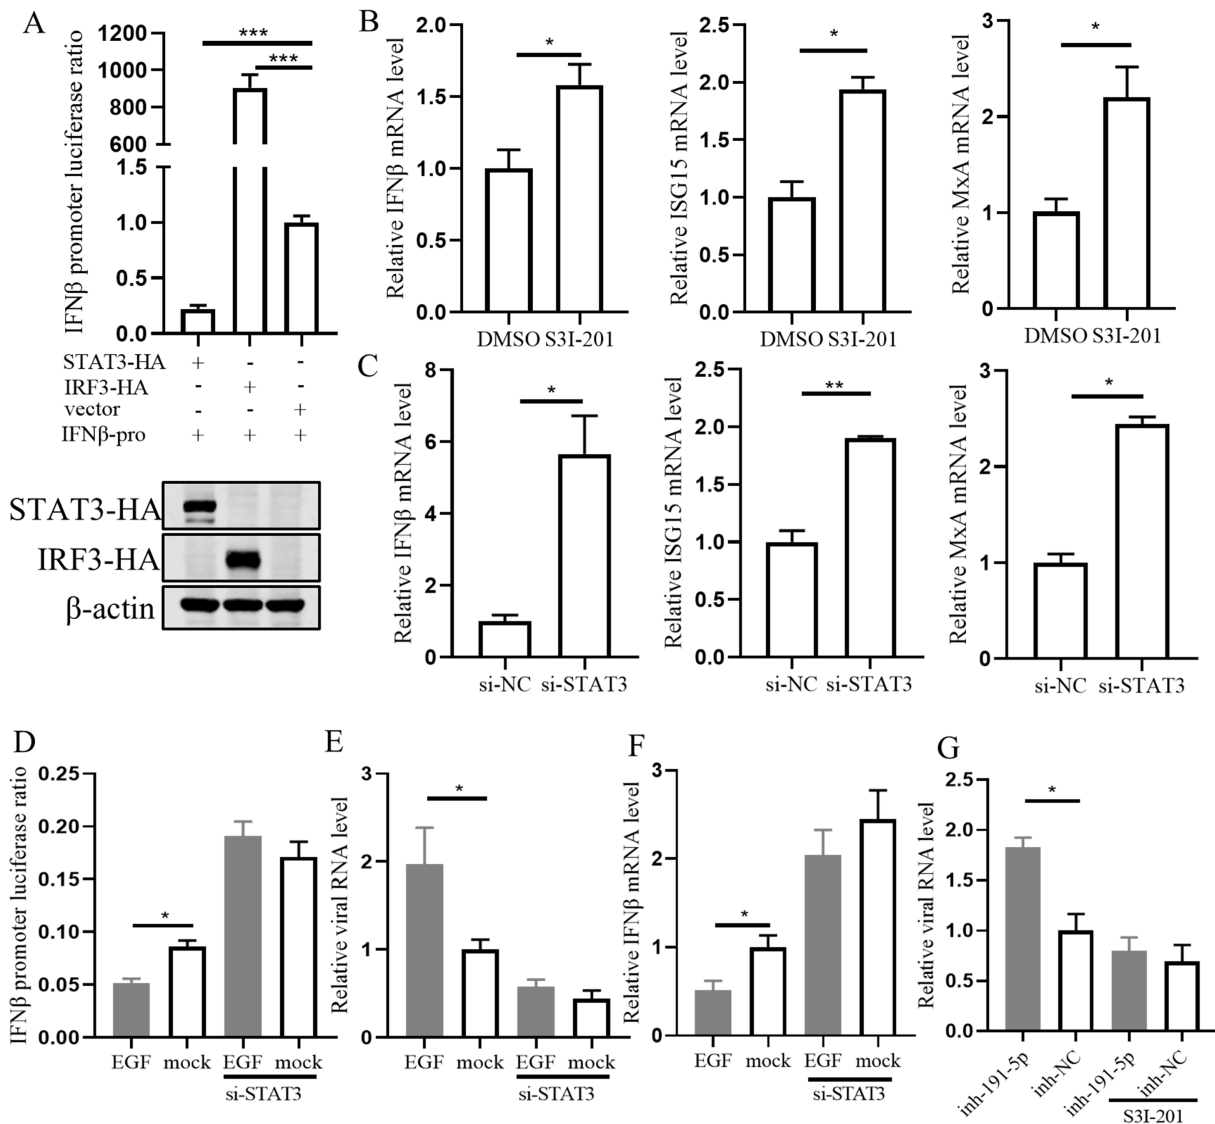 A
IFNβ promoter luciferase ratio
1200
1000
800
600
1.5
1.0
0.5
0.0
***
***
STAT3-HA + - -
IRF3-HA - + -
vector - - +
IFNβ-pro + + +
STAT3-HA
IRF3-HA
β-actin
B
Relative IFNβ mRNA level
2.0
1.5
1.0
0.5
0.0
*
DMSO S3I-201
Relative ISG15 mRNA level
2.5
2.0
1.5
1.0
0.5
0.0
*
DMSO S3I-201
Relative MxA mRNA level
3
2
1
0
*
DMSO S3I-201
C
Relative IFNβ mRNA level
8
6
4
2
0
*
si-NC si-STAT3
Relative ISG15 mRNA level
2.5
2.0
1.5
1.0
0.5
0.0
**
si-NC si-STAT3
Relative MxA mRNA level
3
2
1
0
*
si-NC si-STAT3
D
IFNβ promoter luciferase ratio
0.25
0.20
0.15
0.10
0.05
0.00
*
EGF mock EGF mock
si-STAT3
E
Relative viral RNA level
3
2
1
0
*
EGF mock EGF mock
si-STAT3
F
Relative IFNβ mRNA level
3
2
1
0
*
EGF mock EGF mock
si-STAT3
G
Relative viral RNA level
2.5
2.0
1.5
1.0
0.5
0.0
*
inh-191-5p inh-NC inh-191-5p inh-NC
S3I-201